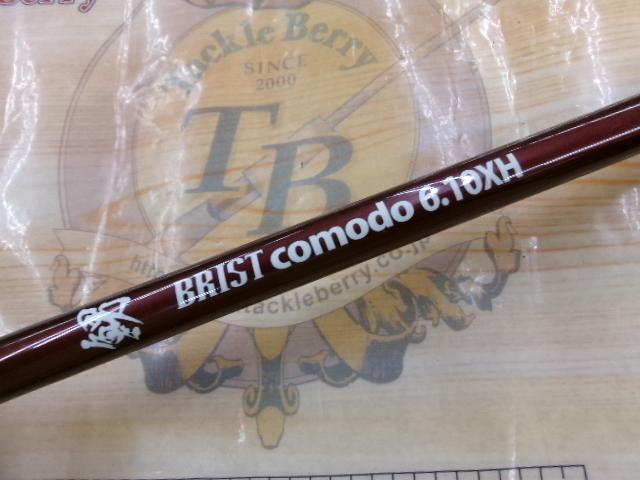 Tackle Berry
SINCE
2000
TB
BRIST comodo 6.10XH
tackleberry.co.jp